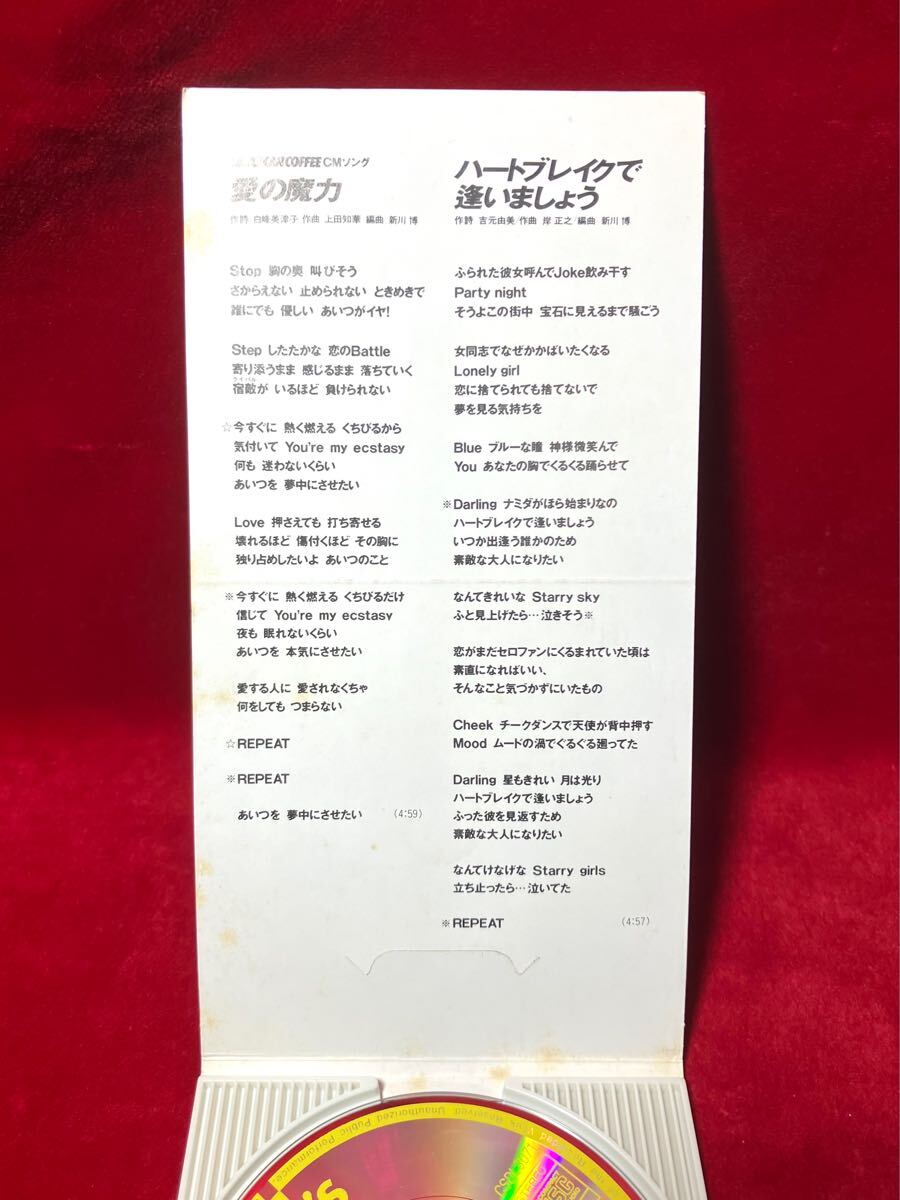 CAN COFFEE CMソング
愛の魔力
作詩 白峰美津子 作曲 上田知華 編曲 新川 博
Stop 胸の奥 叫びそう
さからえない 止められない ときめきで
誰にでも 優しい あいつがイヤ!
Step したたかな 恋のBattle
寄り添うまま 感じるまま 落ちていく
宿敵が いるほど 負けられない
☆今すぐに 熱く燃える くちびるから
気付いて You're my ecstasy
何も 迷わないくらい
あいつを 夢中にさせたい
Love 押さえても 打ち寄せる
壊れるほど 傷付くほど その胸に
独り占めしたいよ あいつのこと
※今すぐに 熱く燃える くちびるだけ
信じて You're my ecstasy
夜も 眠れないくらい
あいつを 本気にさせたい
愛する人に 愛されなくちゃ
何をしても つまらない
☆REPEAT
※REPEAT
あいつを 夢中にさせたい (4:59)
ハートブレイクで
逢いましょう
作詩 吉元由美/作曲 岸 正之/編曲 新川 博
ふられた彼女呼んでJoke飲み干す
Party night
そうよこの街中 宝石に見えるまで騒ごう
女同志でなぜかかばいたくなる
Lonely girl
恋に捨てられても捨てないで
夢を見る気持ちを
Blue ブルーな瞳 神様微笑んで
You あなたの胸でくるくる踊らせて
※Darling ナミダがほら始まりなの
ハートブレイクで逢いましょう
いつか出逢う誰かのため
素敵な大人になりたい
なんてきれいな Starry sky
ふと見上げたら…泣きそう※
恋がまだセロファンにくるまれていた頃は
素直になればいい、
そんなこと気づかずにいたもの
Cheek チークダンスで天使が背中押す
Mood ムードの渦でぐるぐる廻ってた
Darling 星もきれい 月は光り
ハートブレイクで逢いましょう
ふった彼を見返すため
素敵な大人になりたい
なんてけなげな Starry girls
立ち止ったら…泣いてた
※REPEAT (4:57)
Reserved. Unauthorized Public Performance,